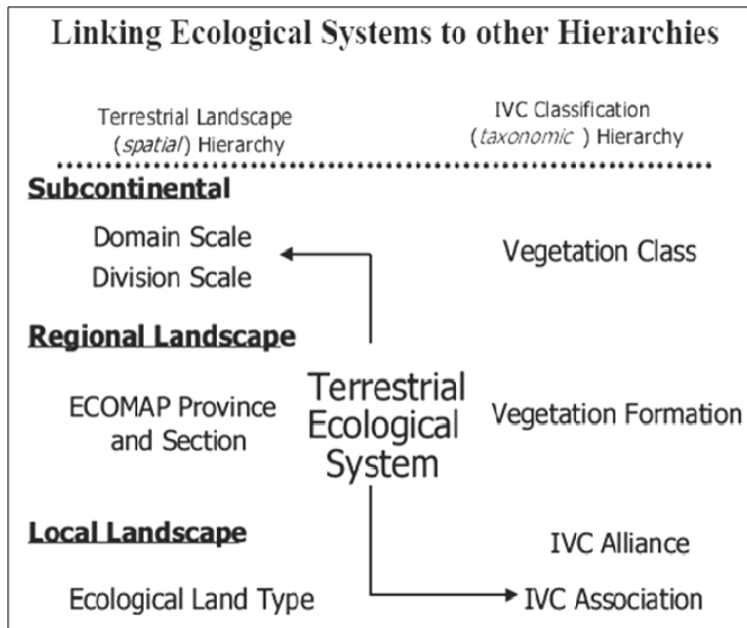 Linking Ecological Systems to other Hierarchies
Terrestrial Landscape
(spatial) Hierarchy
IVC Classification
(taxonomic ) Hierarchy
Subcontinental
Domain Scale
Division Scale
Vegetation Class
Regional Landscape
ECOMAP Province
and Section
Terrestrial
Ecological
System
Vegetation Formation
Local Landscape
Ecological Land Type
IVC Alliance
IVC Association